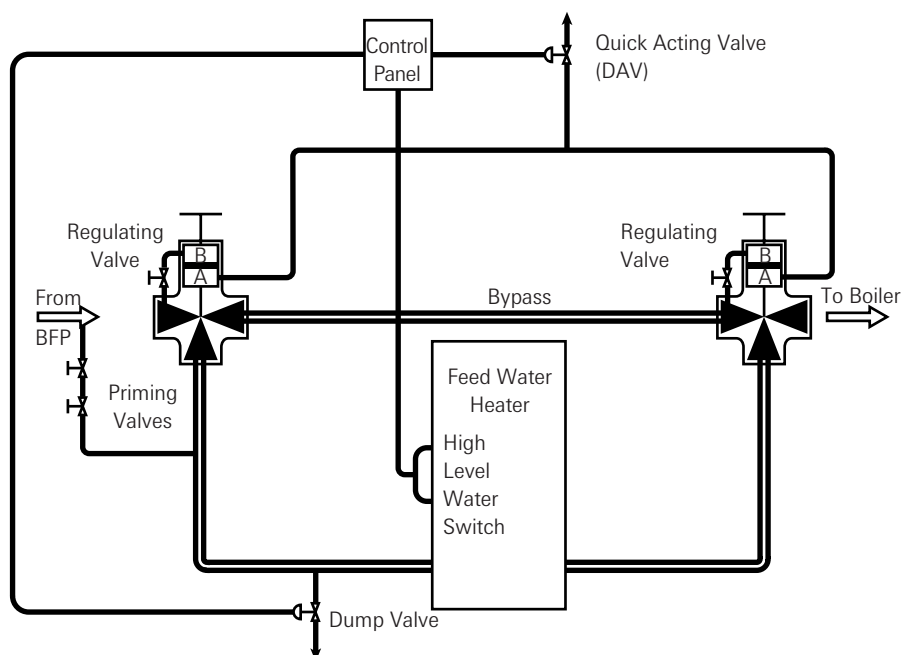 Control
Panel
Quick Acting Valve
(DAV)
Regulating
Valve
B
A
Regulating
Valve
B
A
From
BFP
Bypass
To Boiler
Priming
Valves
Feed Water
Heater
High
Level
Water
Switch
Dump Valve